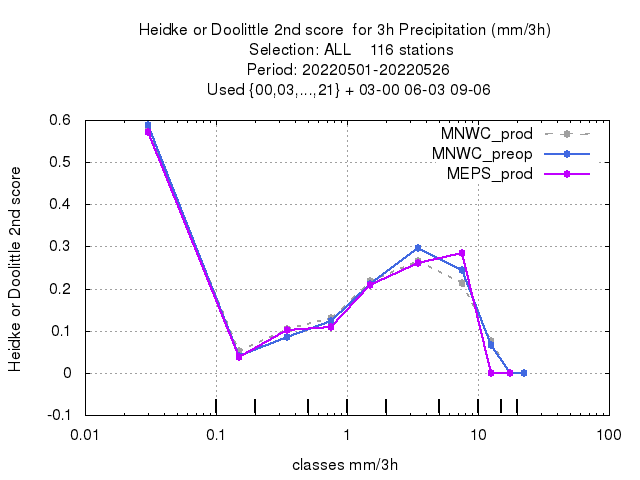 Heidke or Doolittle 2nd score  for 3h Precipitation (mm/3h)
Selection: ALL    116 stations
Period: 20220501-20220526
Used {00,03,...,21} + 03-00 06-03 09-06
MNWC_prod
MNWC_preop
MEPS_prod
Heidke or Doolittle 2nd score
0.6
0.5
0.4
0.3
0.2
0.1
0
-0.1
0.01
0.1
1
10
100
classes mm/3h